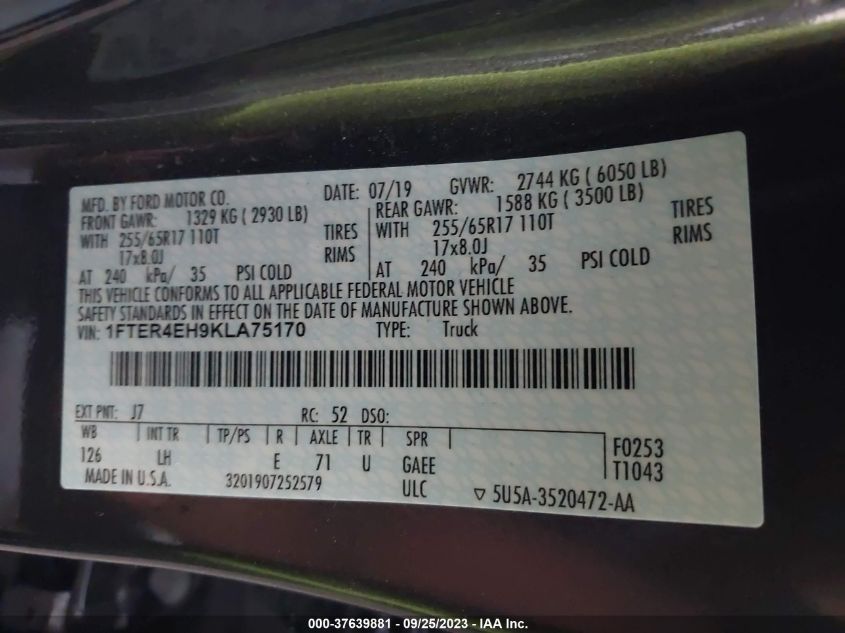 MFD. BY FORD MOTOR CO. DATE: 07/19 GVWR: 2744 KG ( 6050 LB)
FRONT GAWR: 1329 KG ( 2930 LB) REAR GAWR: 1588 KG ( 3500 LB)
WITH 255/65R17 110T TIRES WITH 255/65R17 110T TIRES
17x8.0J RIMS 17x8.0J RIMS
AT 240 kPa/ 35 PSI COLD AT 240 kPa/ 35 PSI COLD
THIS VEHICLE CONFORMS TO ALL APPLICABLE FEDERAL MOTOR VEHICLE
SAFETY STANDARDS IN EFFECT ON THE DATE OF MANUFACTURE SHOWN ABOVE.
VIN: 1FTER4EH9KLA75170 TYPE: Truck
EXT PNT: J7 RC: 52 DSO:
WB INT TR TP/PS R AXLE TR SPR
126 LH E 71 U GAEE
F0253
T1043
MADE IN U.S.A. 3201907252579 ULC ▽ 5U5A-3520472-AA
000-37639881 - 09/25/2023 - IAA Inc.